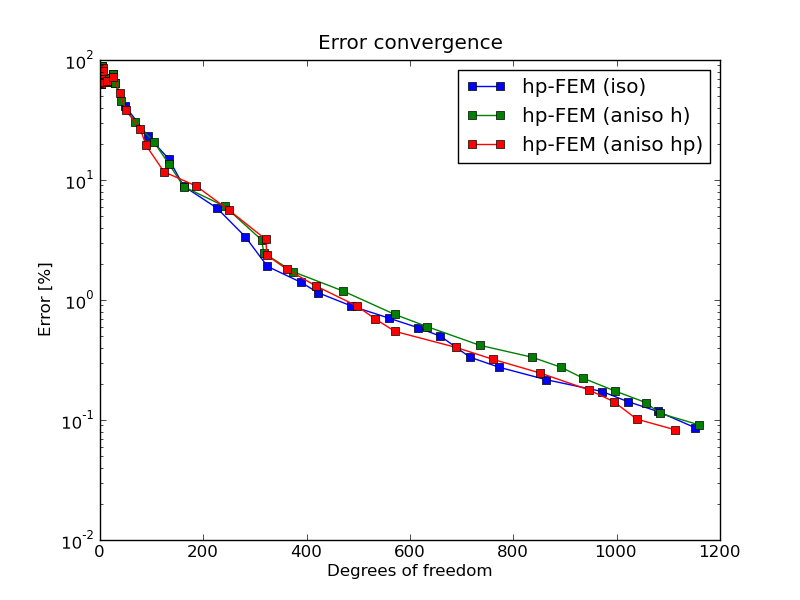 Error convergence
hp-FEM (iso)
hp-FEM (aniso h)
hp-FEM (aniso hp)
10^2
10^1
10^0
10^-1
10^-2
Error [%]
0 200 400 600 800 1000 1200
Degrees of freedom